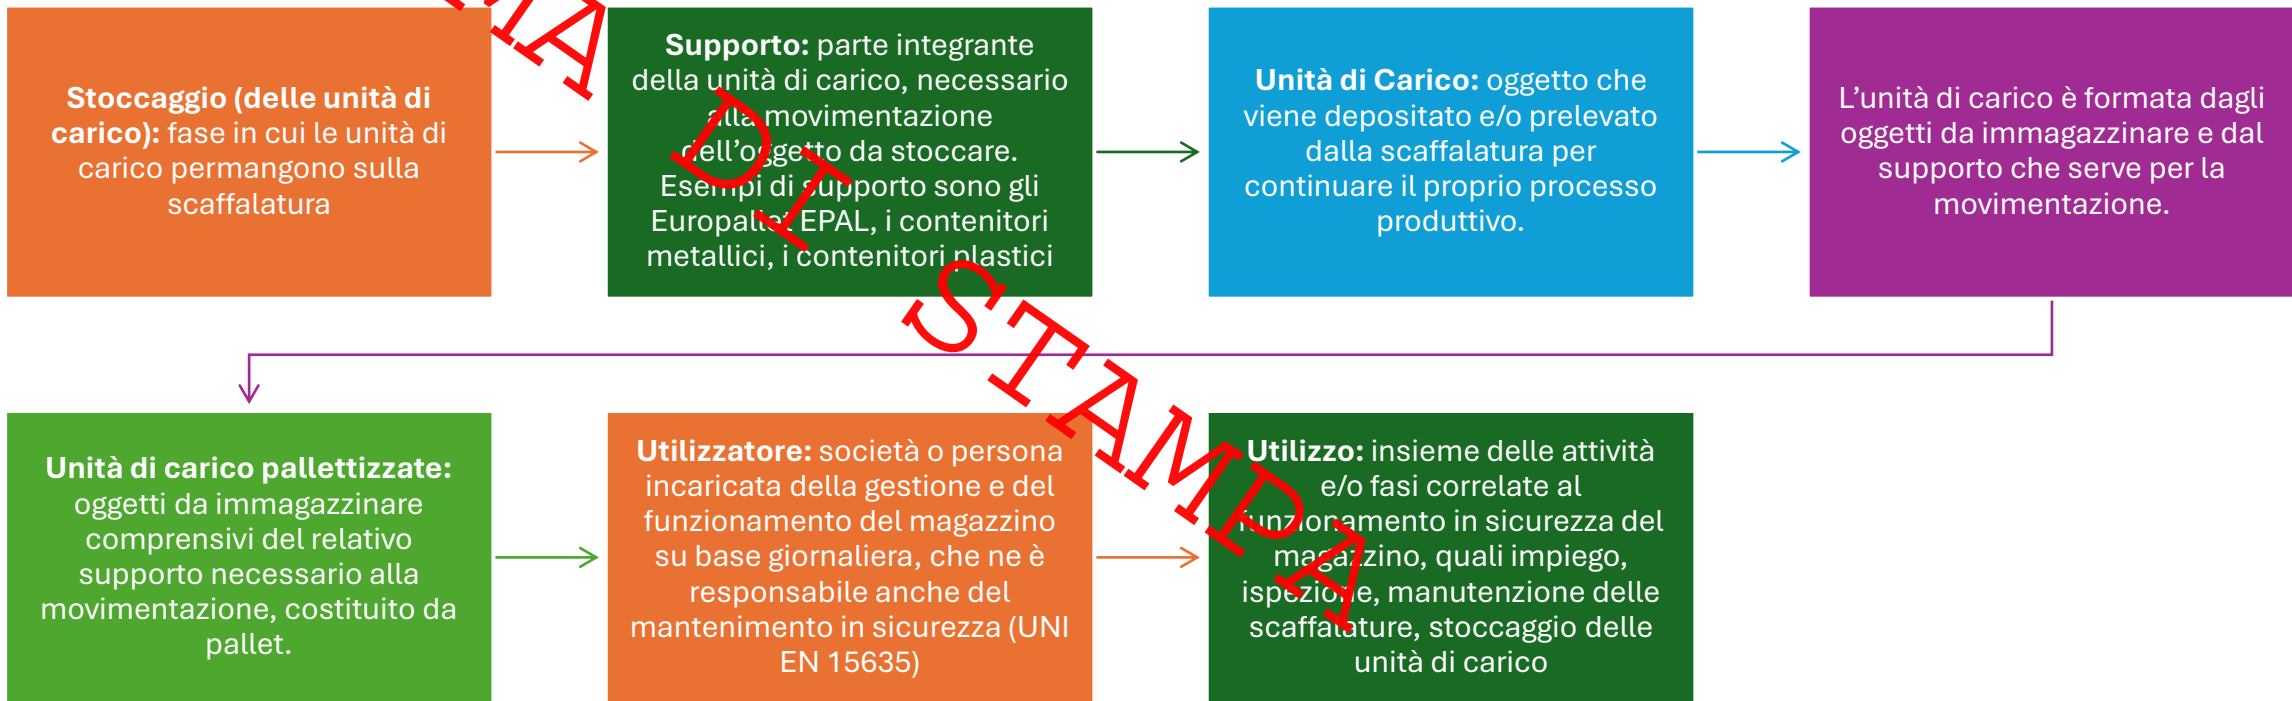 Stoccaggio (delle unità di
carico): fase in cui le unità di
carico permangono sulla
scaffalatura
Supporto: parte integrante
della unità di carico, necessario
alla movimentazione
dell’oggetto da stoccare.
Esempi di supporto sono gli
Europallet EPAL, i contenitori
metallici, i contenitori plastici
Unità di Carico: oggetto che
viene depositato e/o prelevato
dalla scaffalatura per
continuare il proprio processo
produttivo.
L’unità di carico è formata dagli
oggetti da immagazzinare e dal
supporto che serve per la
movimentazione.
Unità di carico pallettizzate:
oggetti da immagazzinare
comprensivi del relativo
supporto necessario alla
movimentazione, costituito da
pallet.
Utilizzatore: società o persona
incaricata della gestione e del
funzionamento del magazzino
su base giornaliera, che ne è
responsabile anche del
mantenimento in sicurezza (UNI
EN 15635)
Utilizzo: insieme delle attività
e/o fasi correlate al
funzionamento in sicurezza del
magazzino, quali impiego,
ispezione, manutenzione delle
scaffalature, stoccaggio delle
unità di carico
MA DI STAMPA